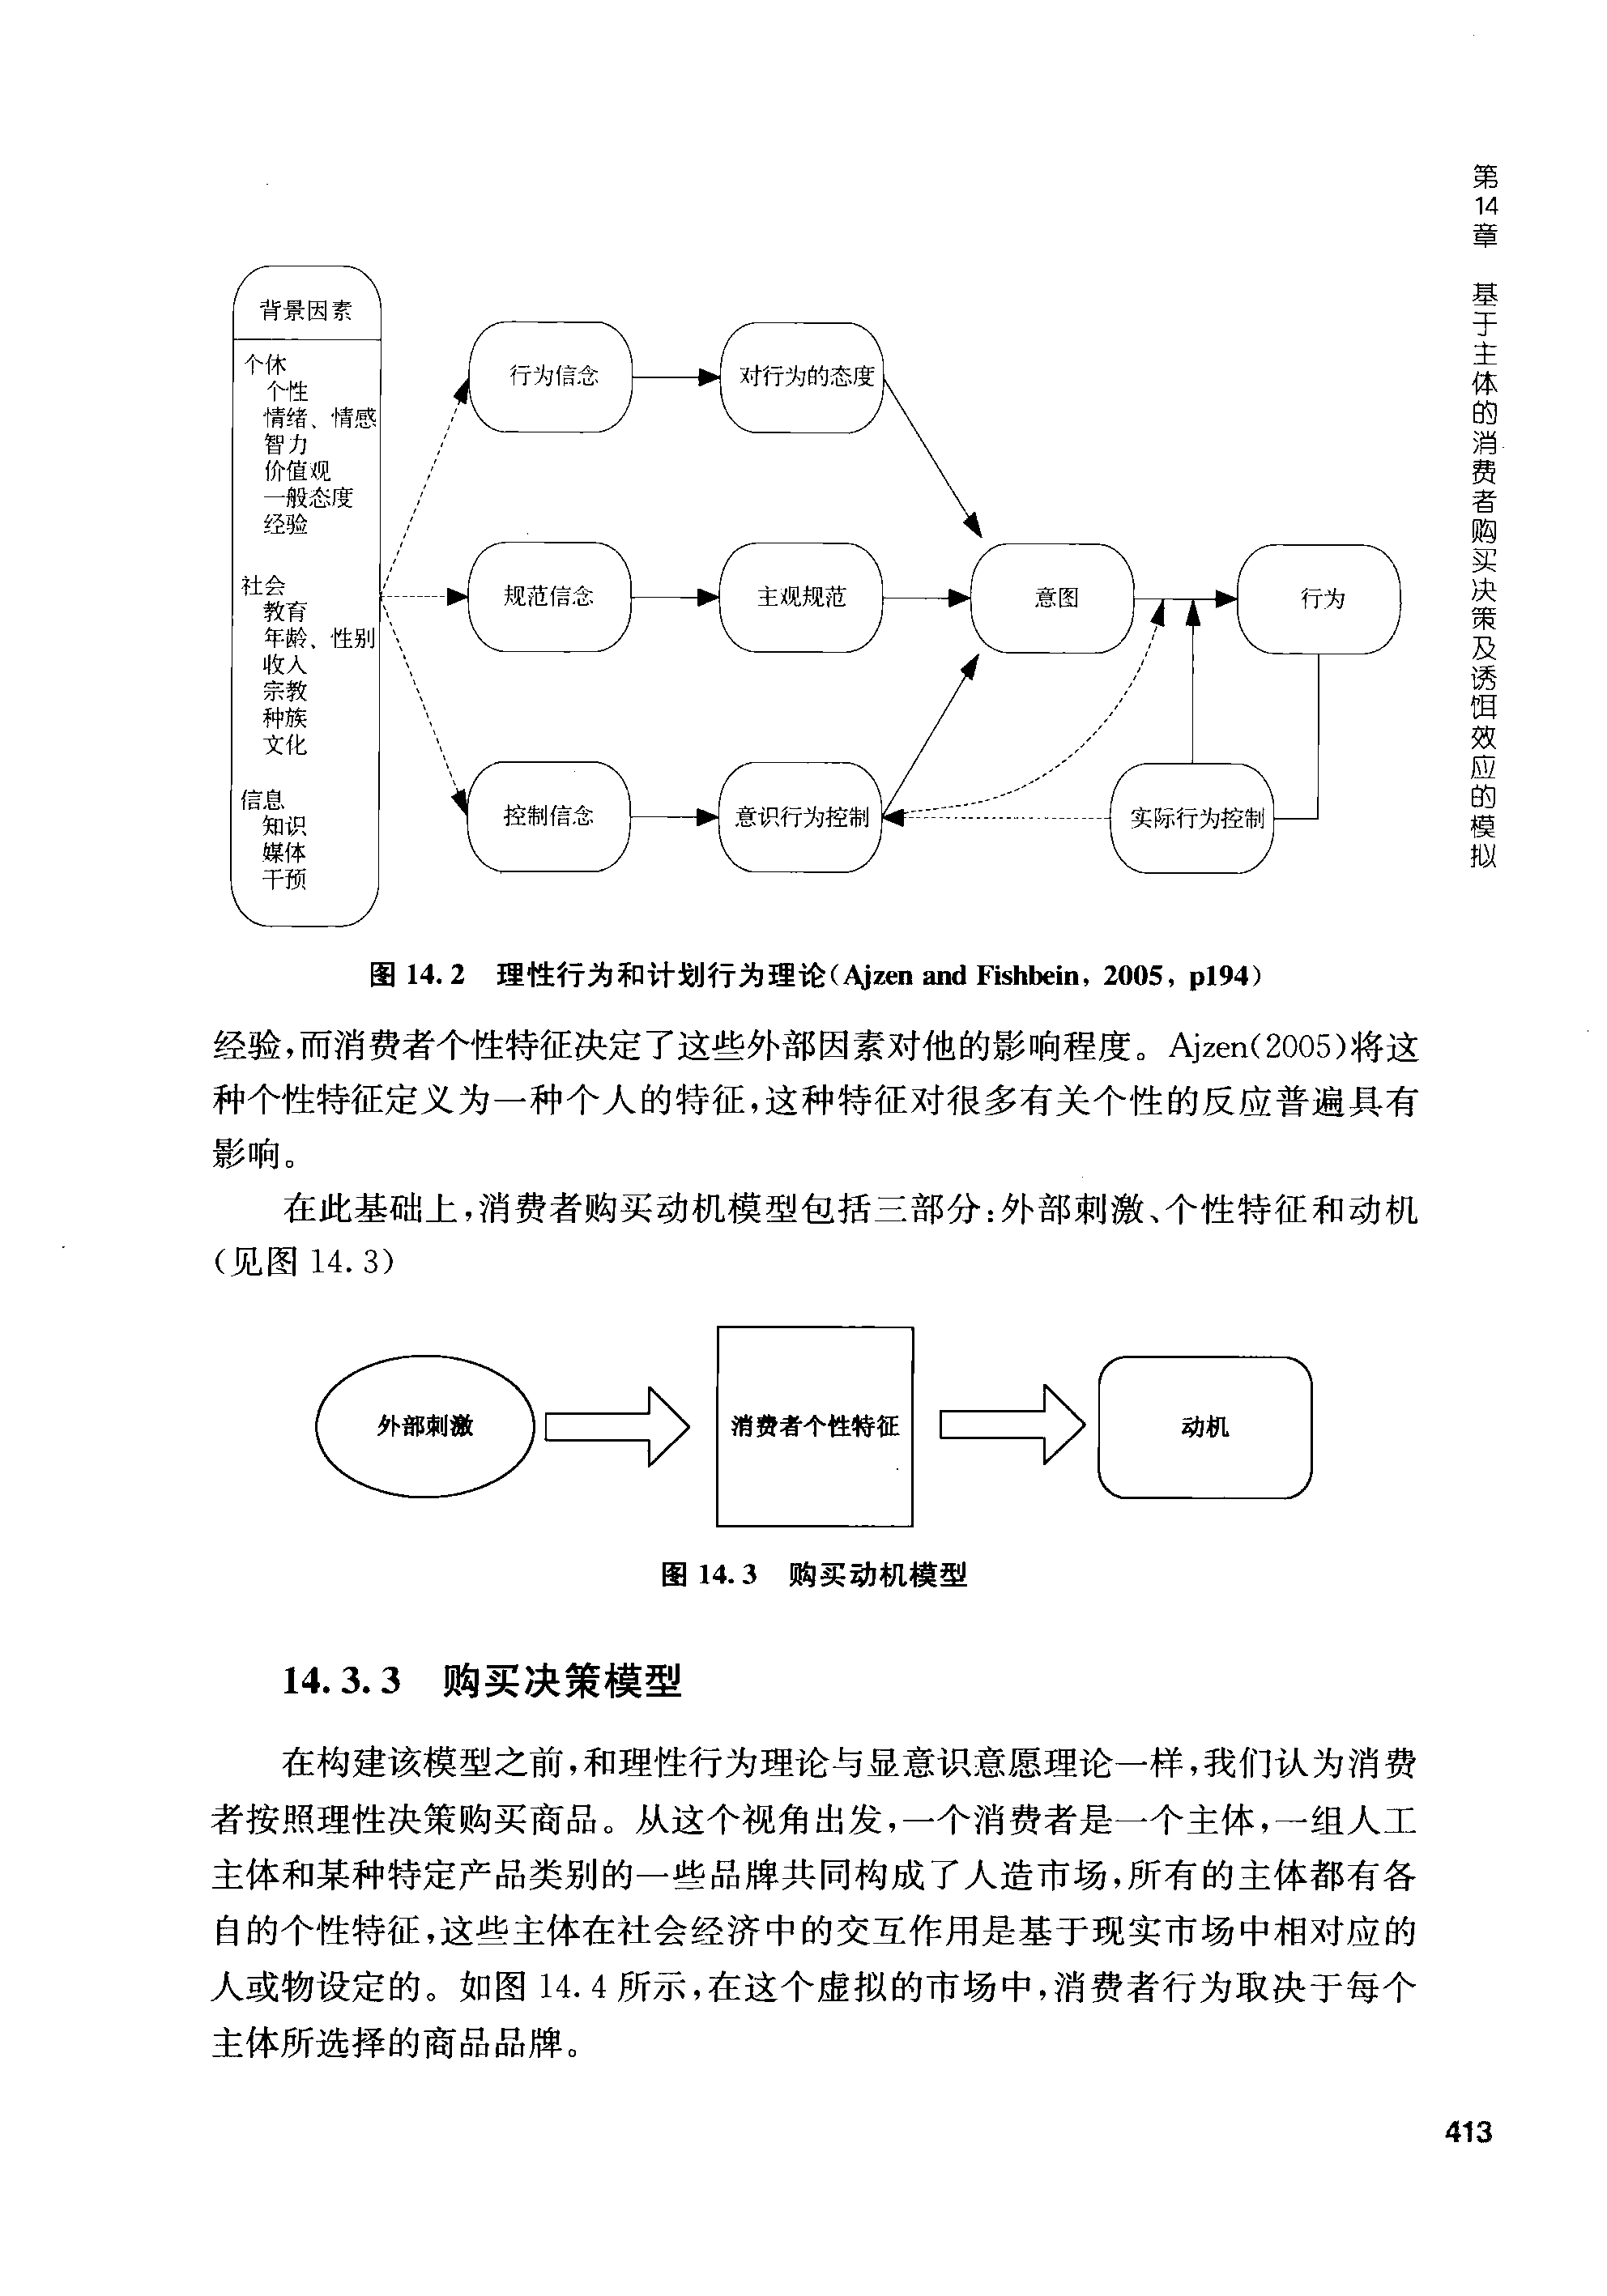 第14章 基于主体的消费者购买决策及诱饵效应的模拟
背景因素
个体
个性
情绪、情感
智力
价值观
一般态度
经验
社会
教育
年龄、性别
收入
宗教
种族
文化
信息
知识
媒体
干预
行为信念
对行为的态度
规范信念
主观规范
意图
行为
控制信念
意识行为控制
实际行为控制
图 14.2 理性行为和计划行为理论(Ajzen and Fishbein, 2005, p194)
经验,而消费者个性特征决定了这些外部因素对他的影响程度。Ajzen(2005)将这
种个性特征定义为一种个人的特征,这种特征对很多有关个性的反应普遍具有
影响。
在此基础上,消费者购买动机模型包括三部分:外部刺激、个性特征和动机
(见图 14.3)
外部刺激
消费者个性特征
动机
图 14.3 购买动机模型
14.3.3 购买决策模型
在构建该模型之前,和理性行为理论与显意识意愿理论一样,我们认为消费
者按照理性决策购买商品。从这个视角出发,一个消费者是一个主体,一组人工
主体和某种特定产品类别的一些品牌共同构成了人造市场,所有的主体都有各
自的个性特征,这些主体在社会经济中的交互作用是基于现实市场中相对应的
人或物设定的。如图 14.4 所示,在这个虚拟的市场中,消费者行为取决于每个
主体所选择的商品品牌。
413